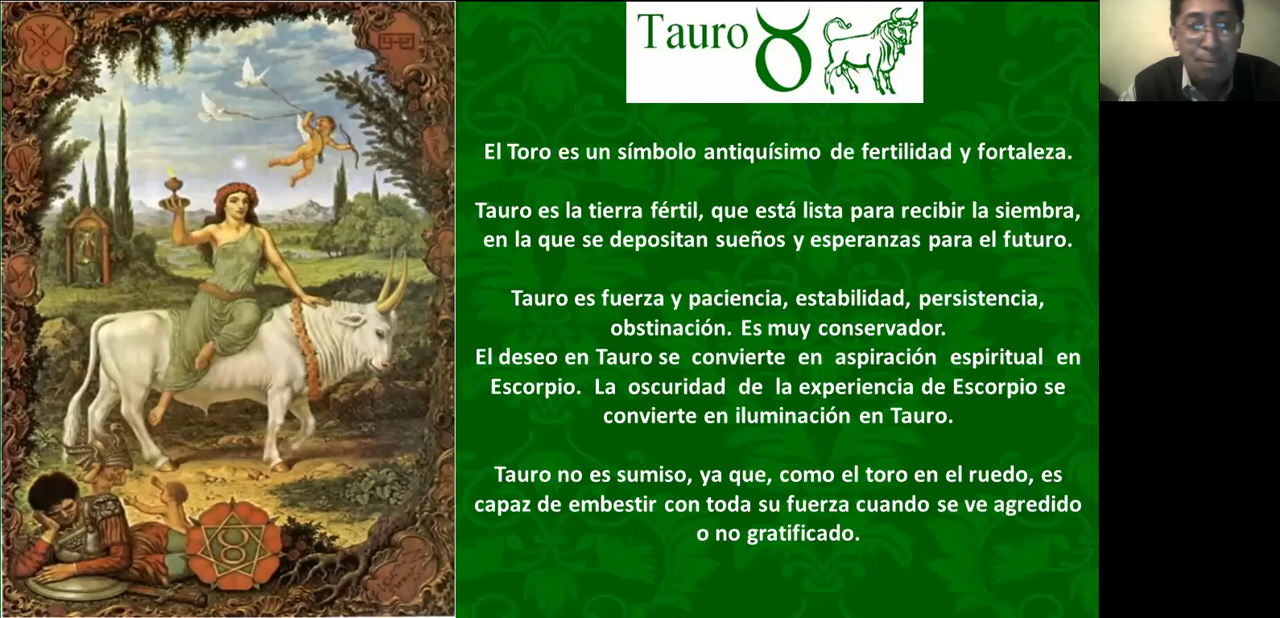 Tauro
El Toro es un símbolo antiquísimo de fertilidad y fortaleza.
Tauro es la tierra fértil, que está lista para recibir la siembra,
en la que se depositan sueños y esperanzas para el futuro.
Tauro es fuerza y paciencia, estabilidad, persistencia,
obstinación. Es muy conservador.
El deseo en Tauro se convierte en aspiración espiritual en
Escorpio. La oscuridad de la experiencia de Escorpio se
convierte en iluminación en Tauro.
Tauro no es sumiso, ya que, como el toro en el ruedo, es
capaz de embestir con toda su fuerza cuando se ve agredido
o no gratificado.